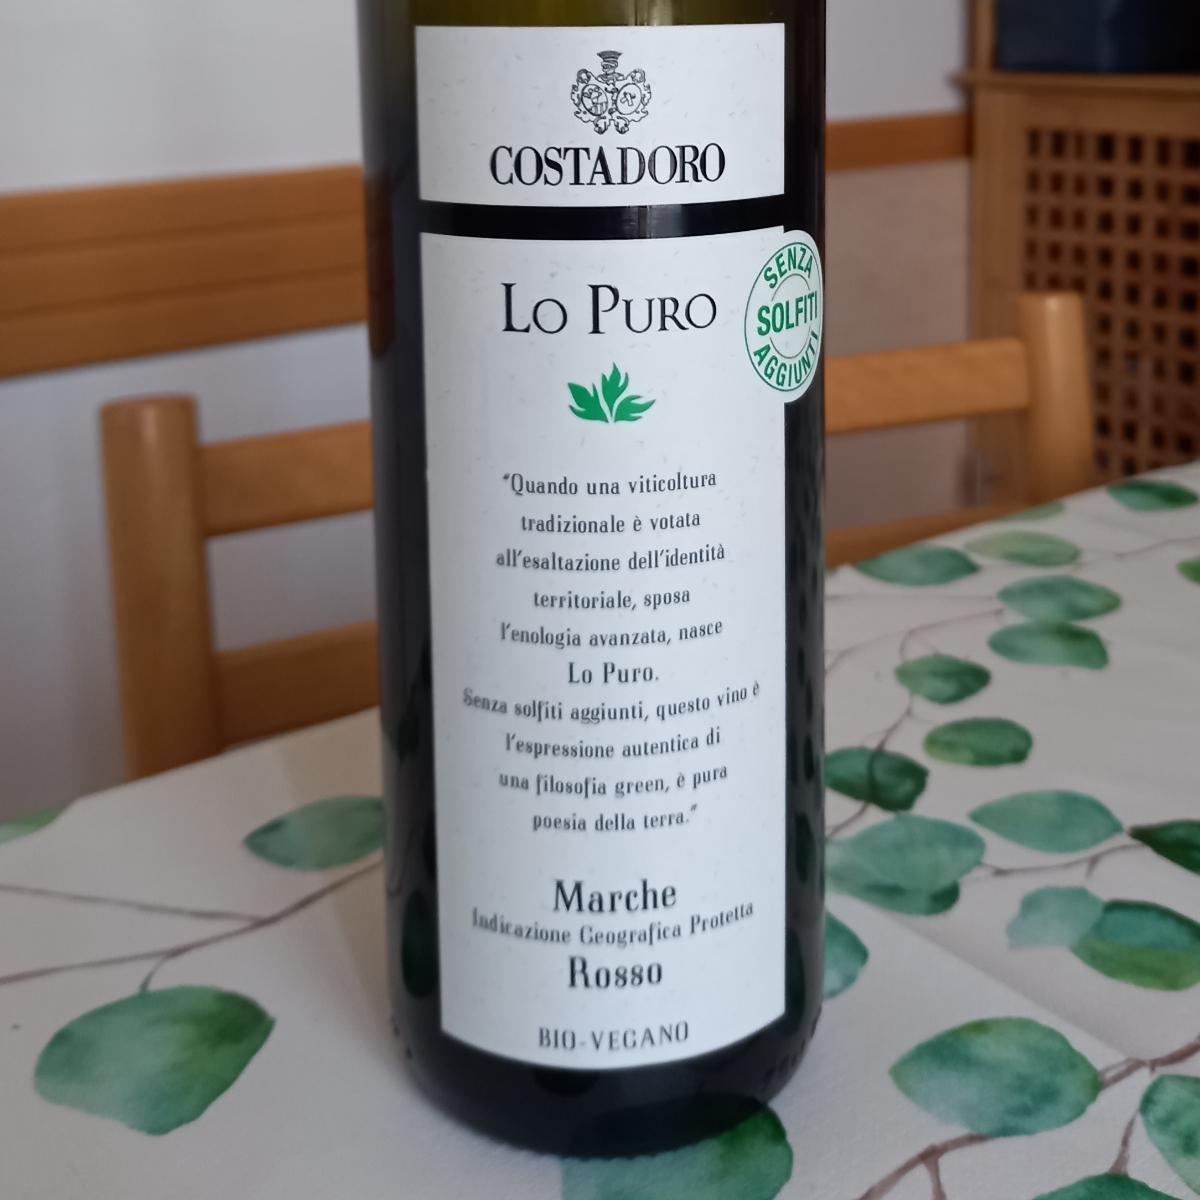 COSTADORO
Lo Puro
SENZA
SOLFITI
AGGIUNTI
"Quando una viticoltura
tradizionale è votata
all'esaltazione dell'identità
territoriale, sposa
l'enologia avanzata, nasce
Lo Puro.
Senza solfiti aggiunti, questo vino è
l'espressione autentica di
una filosofia green, è pura
poesia della terra."
Marche
Indicazione Geografica Protetta
Rosso
BIO-VEGANO